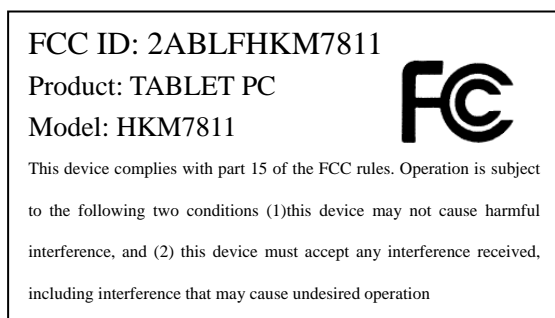 FCC ID: 2ABLFHKM7811
Product: TABLET PC
Model: HKM7811
FCC
This device complies with part 15 of the FCC rules. Operation is subject
to the following two conditions (1)this device may not cause harmful
interference, and (2) this device must accept any interference received,
including interference that may cause undesired operation